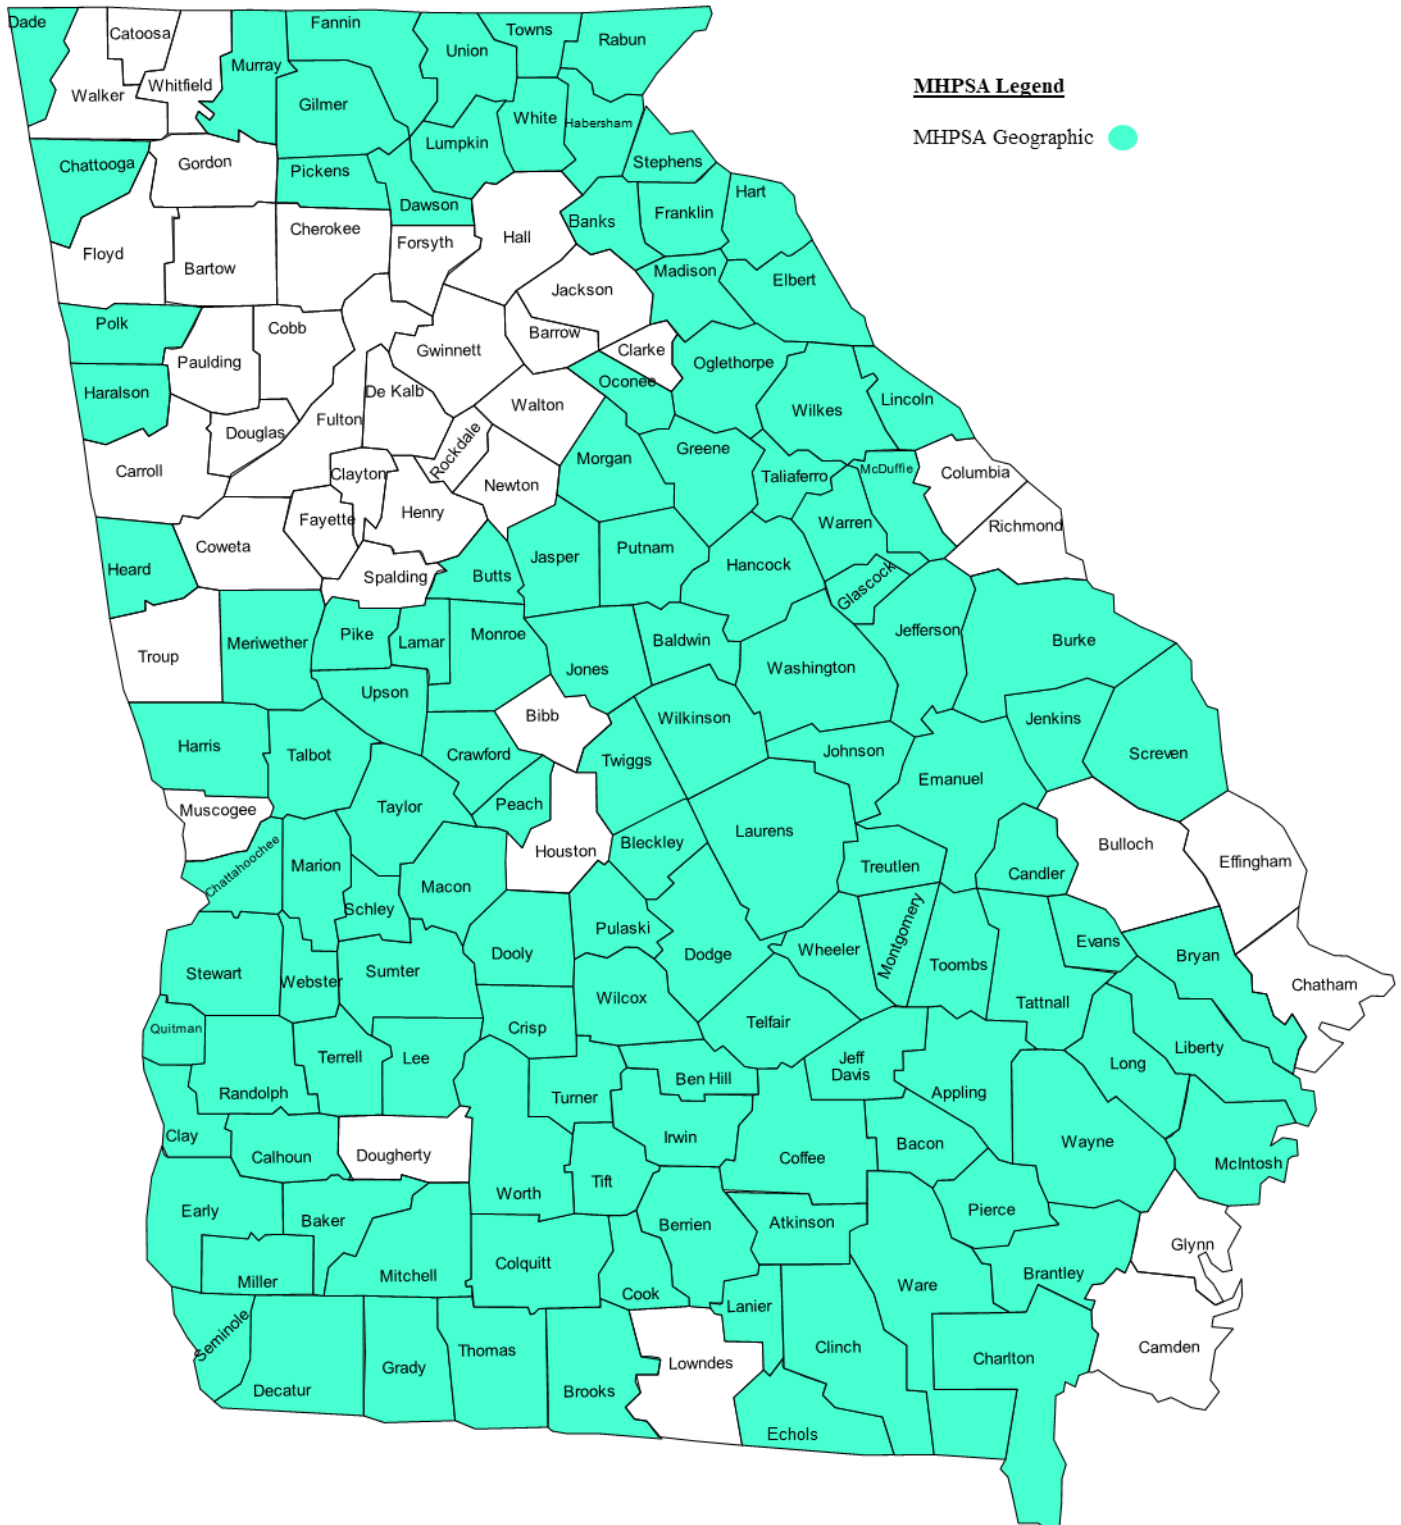 Dade
Catoosa
Fannin
Towns
Union
Rabun
Murray
Walker
Whitfield
Gilmer
White
Habersham
Lumpkin
Stephens
Chattooga
Gordon
Pickens
Dawson
Hart
Banks
Franklin
Cherokee
Forsyth
Hall
Floyd
Bartow
Madison
Elbert
Jackson
Polk
Cobb
Barrow
Clarke
Gwinnett
Paulding
Oglethorpe
Haralson
De Kalb
Oconee
Walton
Lincoln
Wilkes
Fulton
Douglas
Rockdale
Greene
Morgan
Carroll
Clayton
Newton
Taliaferro
McDuffie
Columbia
Fayette
Henry
Warren
Richmond
Coweta
Putnam
Jasper
Heard
Spalding
Butts
Hancock
Glascock
Meriwether
Pike
Lamar
Monroe
Baldwin
Jefferson
Burke
Troup
Jones
Washington
Upson
Bibb
Wilkinson
Jenkins
Harris
Talbot
Crawford
Twiggs
Johnson
Screven
Emanuel
Muscogee
Taylor
Peach
Laurens
Bleckley
Houston
Bulloch
Chattahoochee
Marion
Macon
Treutlen
Candler
Effingham
Schley
Pulaski
Montgomery
Dooly
Dodge
Wheeler
Toombs
Evans
Bryan
Stewart
Webster
Sumter
Chatham
Wilcox
Tattnall
Quitman
Crisp
Telfair
Terrell
Lee
Jeff
Davis
Long
Liberty
Randolph
Turner
Ben Hill
Appling
Clay
Calhoun
Dougherty
Irwin
Coffee
Bacon
Wayne
McIntosh
Worth
Tift
Early
Baker
Berrien
Atkinson
Pierce
Glynn
Miller
Mitchell
Colquitt
Cook
Lanier
Ware
Brantley
Seminole
Thomas
Clinch
Charlton
Camden
Decatur
Grady
Brooks
Lowndes
Echols
MHPSA Legend
MHPSA Geographic